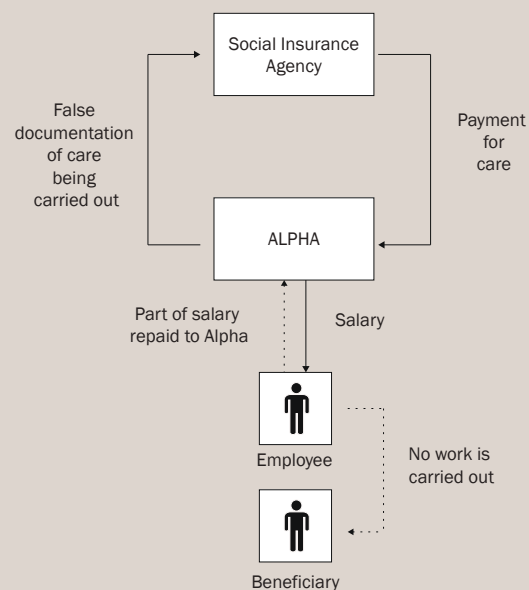 Social Insurance
Agency
False
documentation
of care
being
carried out
Payment
for
care
ALPHA
Part of salary
repaid to Alpha
Salary
Employee
No work is
carried out
Beneficiary